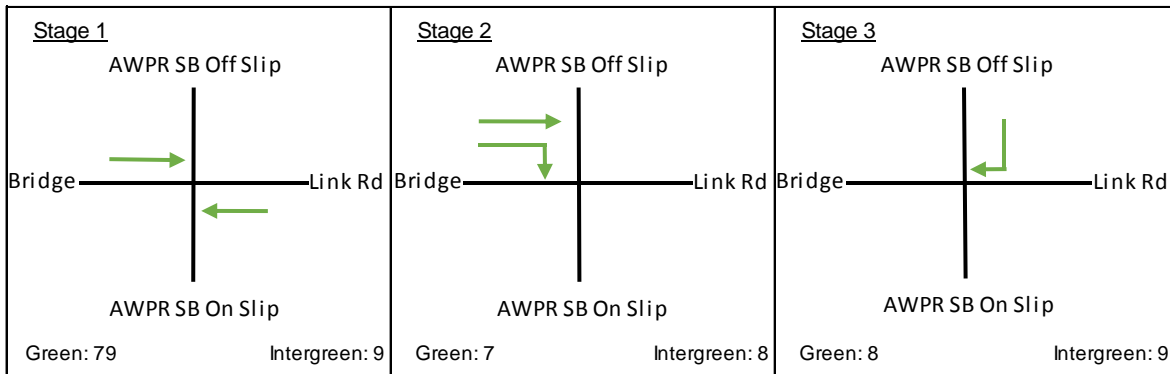 Stage 1
AWPR SB Off Slip
Bridge
Link Rd
AWPR SB On Slip
Green: 79
Intergreen: 9
Stage 2
AWPR SB Off Slip
Bridge
Link Rd
AWPR SB On Slip
Green: 7
Intergreen: 8
Stage 3
AWPR SB Off Slip
Bridge
Link Rd
AWPR SB On Slip
Green: 8
Intergreen: 9